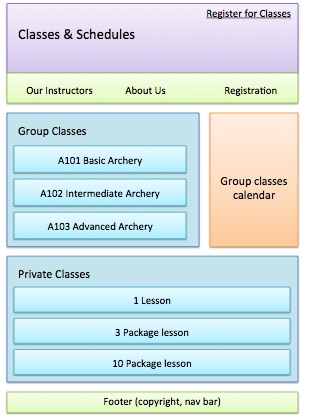 Register for Classes
Classes & Schedules
Our Instructors About Us Registration
Group Classes
A101 Basic Archery
A102 Intermediate Archery
A103 Advanced Archery
Group classes
calendar
Private Classes
1 Lesson
3 Package lesson
10 Package lesson
Footer (copyright, nav bar)